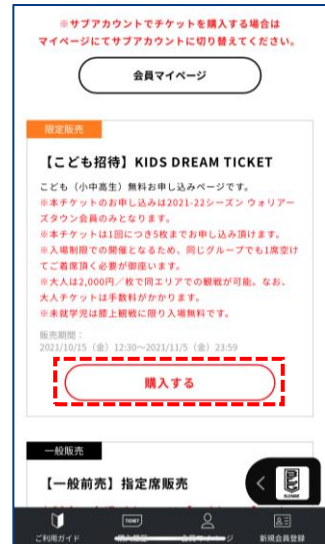 ※サブアカウントでチケットを購入する場合は
マイページにてサブアカウントに切り替えてください。
会員マイページ
限定販売
【こども招待】KIDS DREAM TICKET
こども（小中高生）無料お申し込みページです。
※本チケットのお申し込みは2021-22シーズン ウォリアー
ズタウン会員のみとなります。
※本チケットは1回につき5枚までお申し込み頂けます。
※入場制限での開催となるため、同じグループでも1席空け
てご着席頂く必要が御座います。
※大人は2,000円／枚で同エリアでの観戦が可能。なお、
大人チケットは手数料がかかります。
※未就学児は膝上観戦に限り入場無料です。
販売期間：
2021/10/15（金）12:30～2021/11/5（金）23:59
購入する
一般販売
【一般前売】指定席販売
TICKET
ご利用ガイド
購入履歴
会員マイページ
新規会員登録